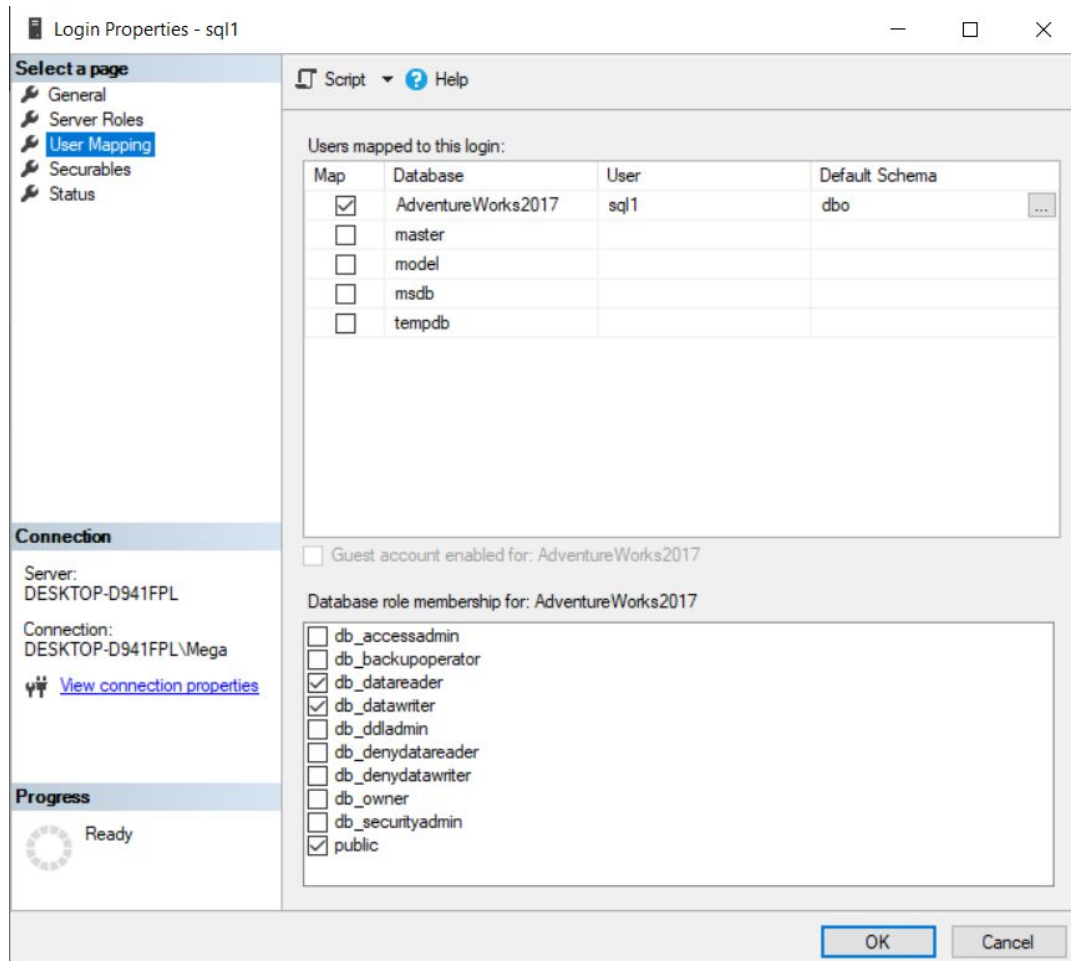 Login Properties - sql1
Select a page
General
Server Roles
User Mapping
Securables
Status
Script Help
Users mapped to this login:
Map Database User Default Schema
AdventureWorks2017 sql1 dbo ...
master
model
msdb
tempdb
Guest account enabled for: AdventureWorks2017
Database role membership for: AdventureWorks2017
db_accessadmin
db_backupoperator
db_datareader
db_datawriter
db_ddladmin
db_denydatareader
db_denydatawriter
db_owner
db_securityadmin
public
Connection
Server:
DESKTOP-D941FPL
Connection:
DESKTOP-D941FPL\Mega
View connection properties
Progress
Ready
OK Cancel